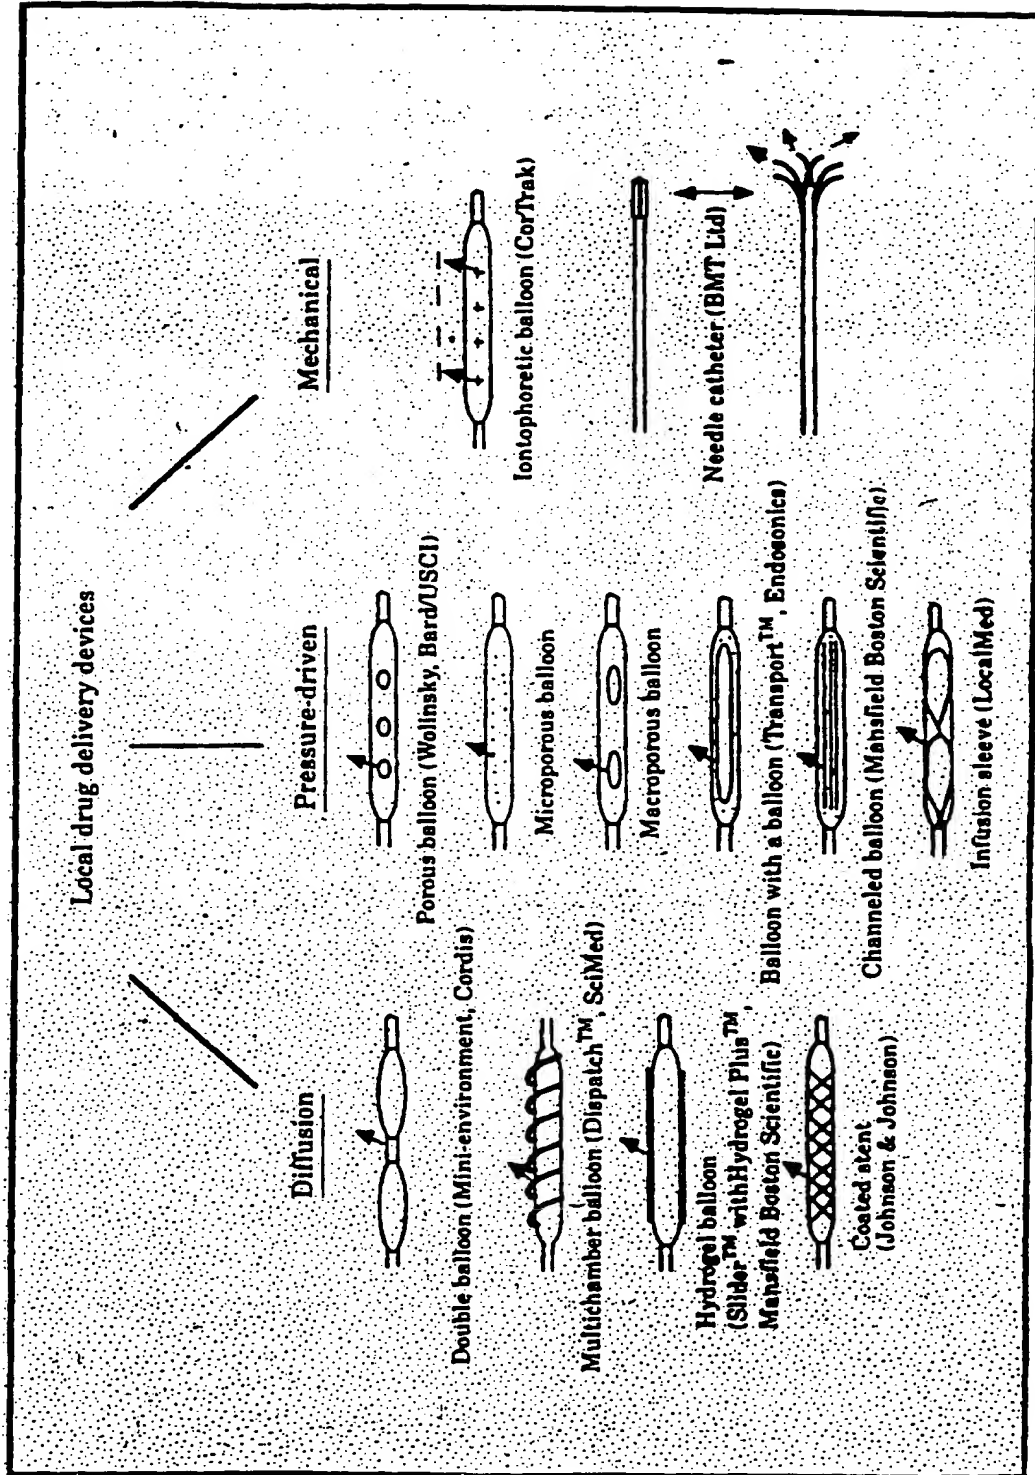 Local drug delivery devices
Diffusion
Double balloon (Mini-environment, Cordis)
Multichamber balloon (Dispatch™, SciMed)
Hydrogel balloon
(Slider™ withHydrogel Plus™,
Mansfield Boston Scientific)
Coated stent
(Johnson & Johnson)
Pressure-driven
Porous balloon (Wolinsky, Bard/USCI)
Microporous balloon
Macroporous balloon
Balloon with a balloon (Transport™, Endosonics)
Channeled balloon (Mansfield Boston Scientific)
Infusion sleeve (LocalMed)
Mechanical
Iontophoretic balloon (CorTrak)
Needle catheter (BMT Ltd)